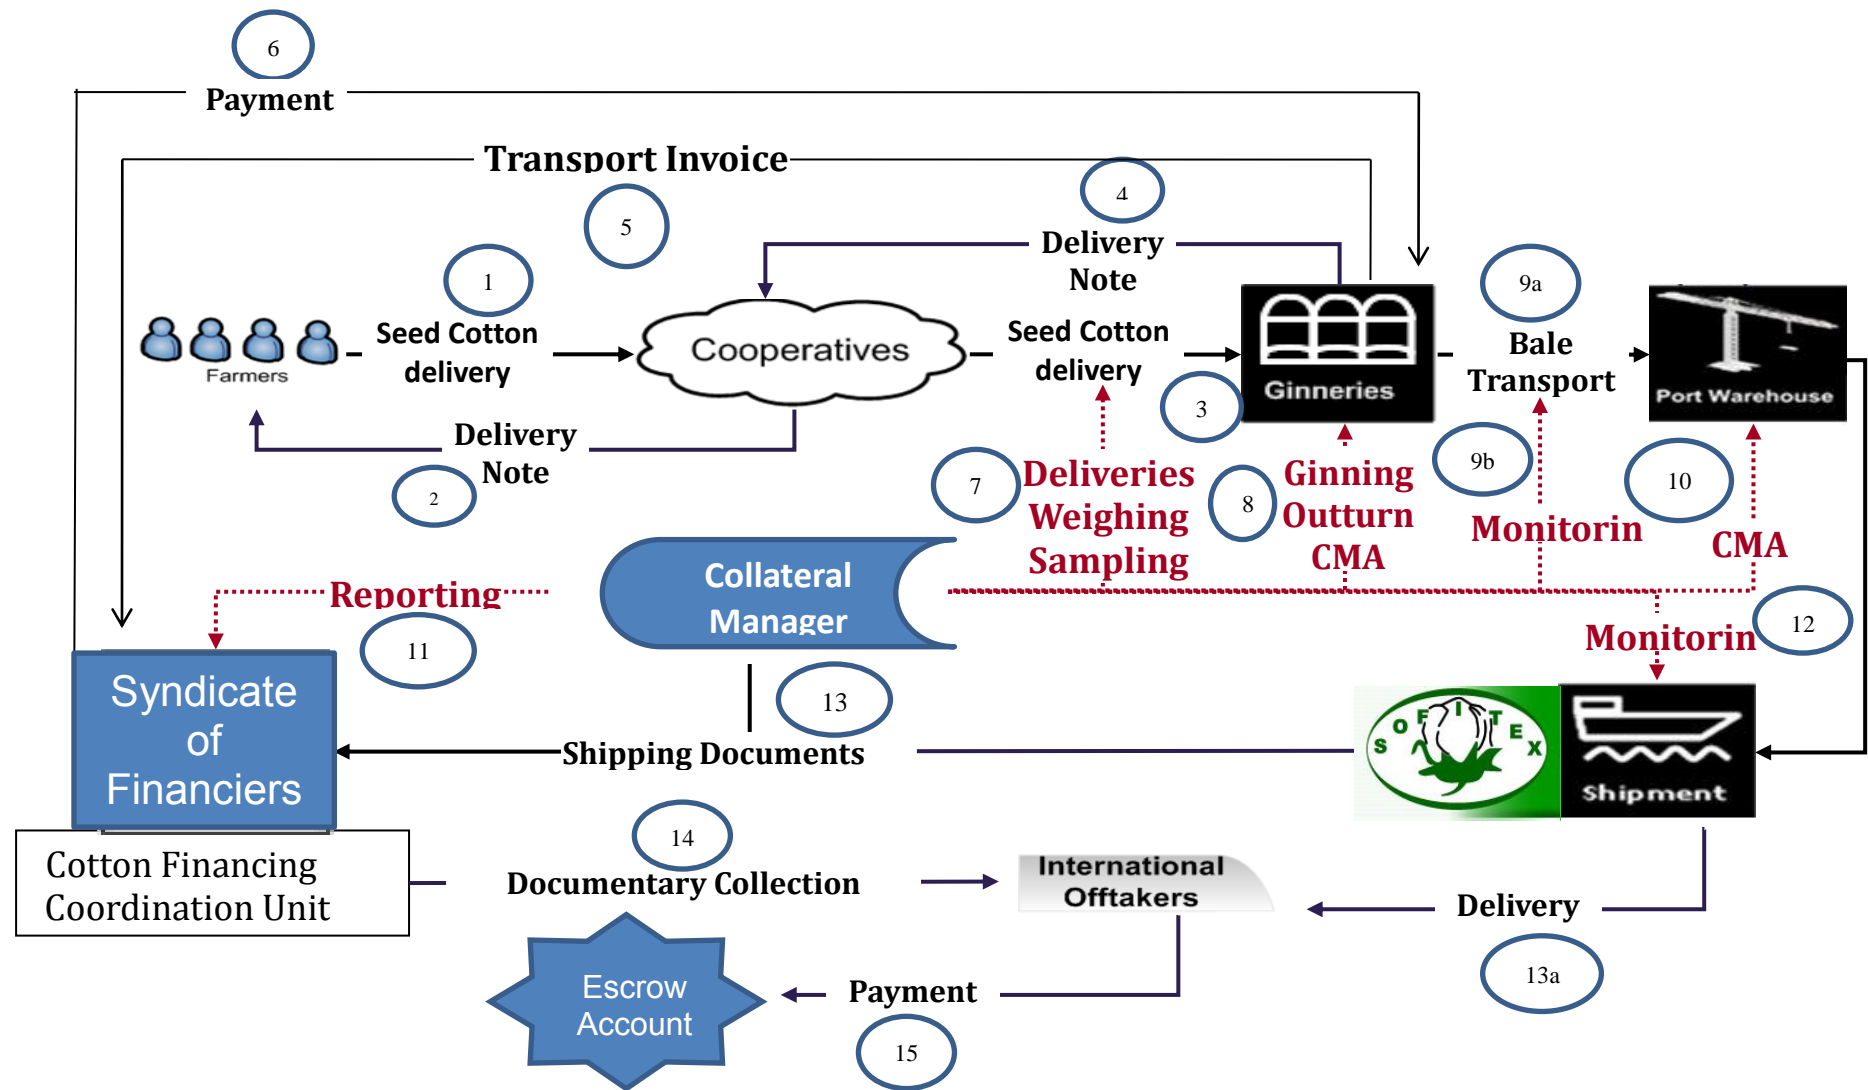 6
Payment
Transport Invoice
4
5
Delivery
Note
1
9a
Seed Cotton
delivery
Farmers
Cooperatives
Seed Cotton
delivery
Ginneries
Bale
Transport
Port Warehouse
3
Delivery
Note
2
7
Deliveries
Weighing
Sampling
8
Ginning
Outturn
CMA
9b
Monitorin
10
CMA
Collateral
Manager
Reporting
11
12
Monitorin
13
Syndicate
of
Financiers
Shipping Documents
SOFITEX
Shipment
14
Cotton Financing
Coordination Unit
Documentary Collection
International
Offtakers
Delivery
13a
Escrow
Account
Payment
15